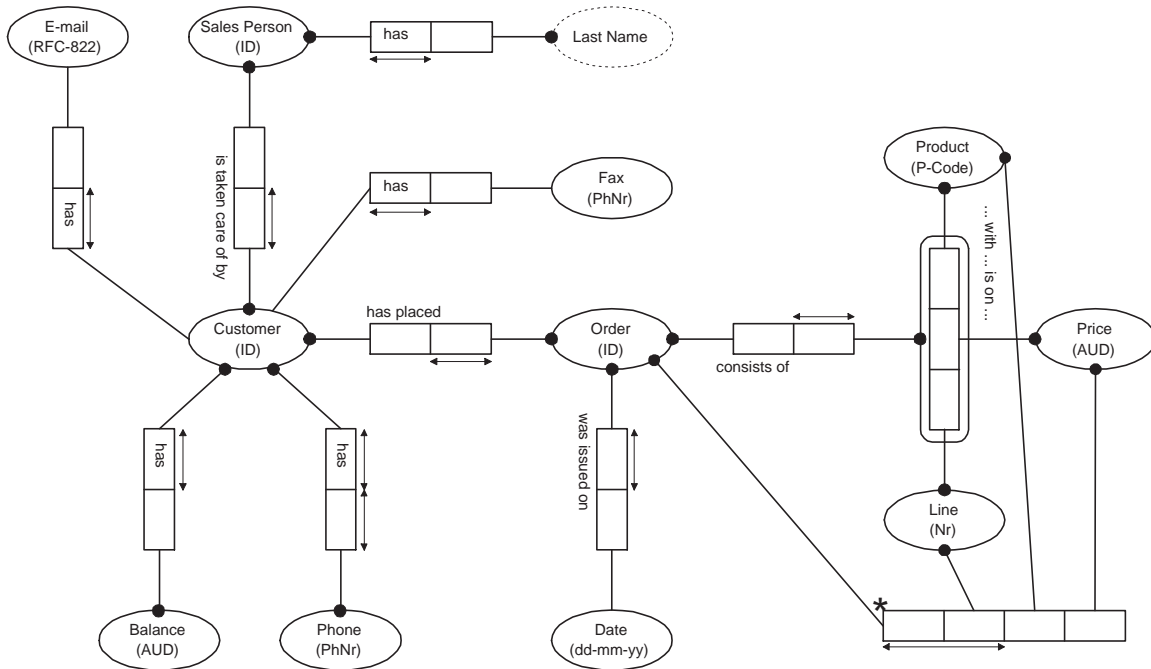 E-mail
(RFC-822)
Sales Person
(ID)
has
Last Name
is taken care of by
has
has
Fax
(PhNr)
Product
(P-Code)
... with ... is on ...
Customer
(ID)
has placed
Order
(ID)
consists of
Price
(AUD)
has
has
was issued on
Line
(Nr)
*
Balance
(AUD)
Phone
(PhNr)
Date
(dd-mm-yy)